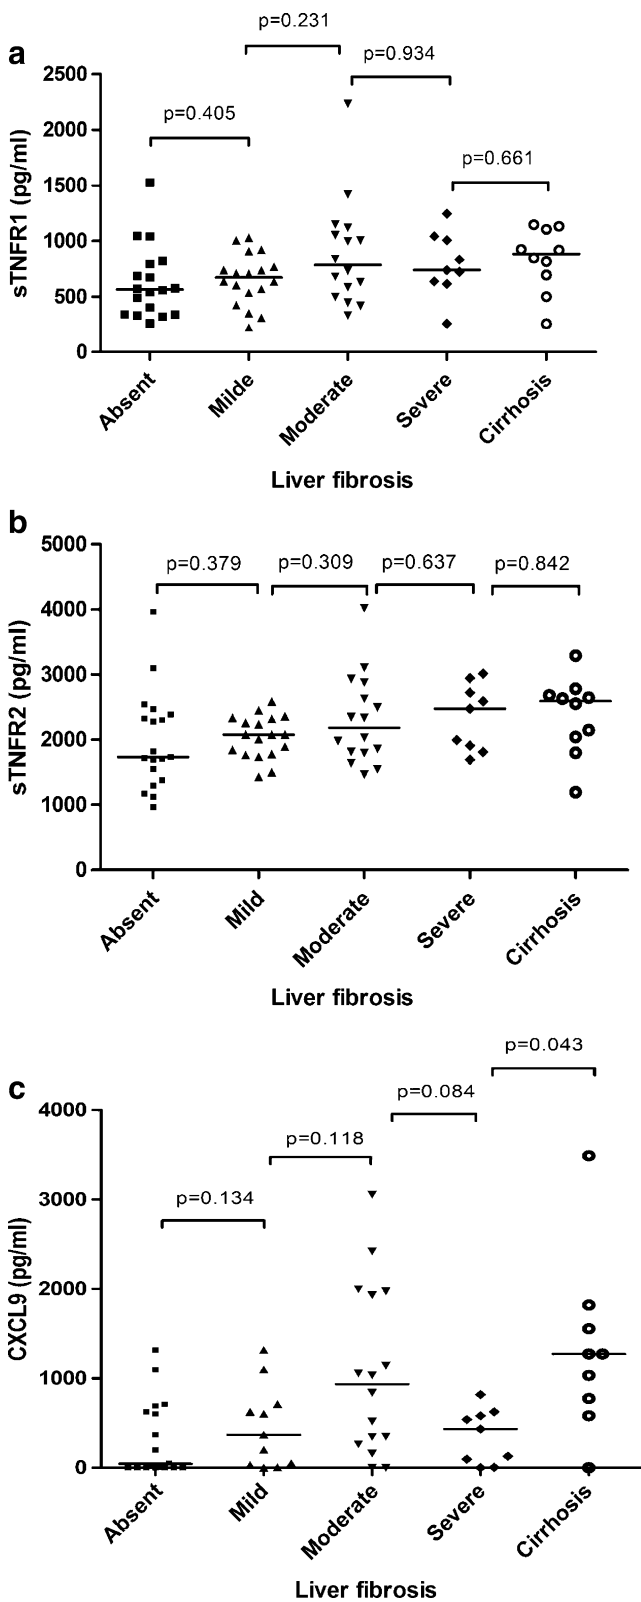 a
p=0.231
p=0.934
p=0.405
p=0.661
sTNFR1 (pg/ml)
2500
2000
1500
1000
500
0
Absent
Milde
Moderate
Severe
Cirrhosis
Liver fibrosis
b
p=0.379
p=0.309
p=0.637
p=0.842
sTNFR2 (pg/ml)
5000
4000
3000
2000
1000
0
Absent
Mild
Moderate
Severe
Cirrhosis
Liver fibrosis
c
p=0.043
p=0.084
p=0.118
p=0.134
CXCL9 (pg/ml)
4000
3000
2000
1000
0
Absent
Mild
Moderate
Severe
Cirrhosis
Liver fibrosis